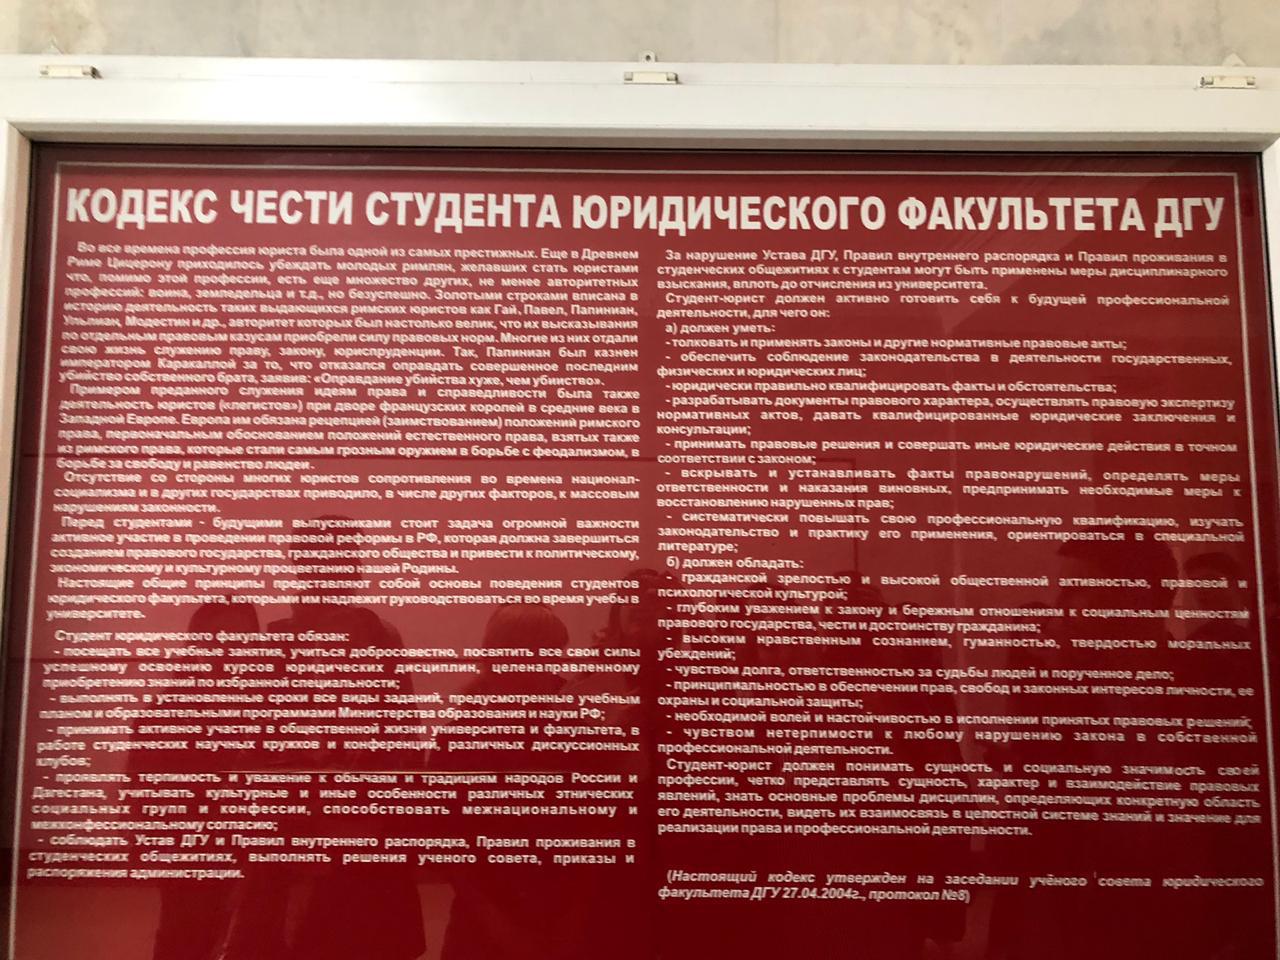 КОДЕКС ЧЕСТИ СТУДЕНТА ЮРИДИЧЕСКОГО ФАКУЛЬТЕТА ДГУ
Во все времена профессия юриста была одной из самых престижных. Еще в Древнем
Риме Цицерону приходилось убеждать молодых римлян, желавших стать юристами
что, помимо этой профессии, есть еще множество других, не менее авторитетных
профессий: воина, земледельца и т.д., но безуспешно. Золотыми строками вписана в
историю деятельность таких выдающихся римских юристов как Гай, Павел, Папиниан,
Ульпиан, Модестин и др., авторитет которых был настолько велик, что их высказывания
по отдельным правовым казусам приобрели силу правовых норм. Многие из них отдали
свою жизнь служению праву, закону, юриспруденции. Так, Папиниан был казнен
императором Каракаллой за то, что отказался оправдать совершенное последним
убийство собственного брата, заявив: «Оправдание убийства хуже, чем убийство».
Примером преданного служения идеям права и справедливости была также
деятельность юристов («клегистов») при дворе французских королей в средние века в
Западной Европе. Европа им обязана рецепцией (заимствованием) положений римского
права, первоначальным обоснованием положений естественного права, взятых также
из римского права, которые стали самым грозным оружием в борьбе с феодализмом, в
борьбе за свободу и равенство людей.
Отсутствие со стороны многих юристов сопротивления во времена национал-
социализма и в других государствах приводило, в числе других факторов, к массовым
нарушениям законности.
Перед студентами - будущими выпускниками стоит задача огромной важности
активное участие в проведении правовой реформы в РФ, которая должна завершиться
созданием правового государства, гражданского общества и привести к политическому,
экономическому и культурному процветанию нашей Родины.
Настоящие общие принципы представляют собой основы поведения студентов
юридического факультета, которыми им надлежит руководствоваться во время учебы в
университете.
Студент юридического факультета обязан:
- посещать все учебные занятия, учиться добросовестно, посвятить все свои силы
успешному освоению курсов юридических дисциплин, целенаправленному
приобретению знаний по избранной специальности;
- выполнять в установленные сроки все виды заданий, предусмотренные учебным
планом и образовательными программами Министерства образования и науки РФ;
- принимать активное участие в общественной жизни университета и факультета, в
работе студенческих научных кружков и конференций, различных дискуссионных
клубов;
- проявлять терпимость и уважение к обычаям и традициям народов России и
Дагестана, учитывать культурные и иные особенности различных этнических
социальных групп и конфессии, способствовать межнациональному и
межконфессиональному согласию;
- соблюдать Устав ДГУ и Правил внутреннего распорядка, Правил проживания в
студенческих общежитиях, выполнять решения ученого совета, приказы и
распоряжения администрации.
За нарушение Устава ДГУ, Правил внутреннего распорядка и Правил проживания в
студенческих общежитиях к студентам могут быть применены меры дисциплинарного
взыскания, вплоть до отчисления из университета.
Студент-юрист должен активно готовить себя к будущей профессиональной
деятельности, для чего он:
а) должен уметь:
- толковать и применять законы и другие нормативные правовые акты;
- обеспечить соблюдение законодательства в деятельности государственных,
физических и юридических лиц;
- юридически правильно квалифицировать факты и обстоятельства;
- разрабатывать документы правового характера, осуществлять правовую экспертизу
нормативных актов, давать квалифицированные юридические заключения и
консультации;
- принимать правовые решения и совершать иные юридические действия в точном
соответствии с законом;
- вскрывать и устанавливать факты правонарушений, определять меры
ответственности и наказания виновных, предпринимать необходимые меры к
восстановлению нарушенных прав;
- систематически повышать свою профессиональную квалификацию, изучать
законодательство и практику его применения, ориентироваться в специальной
литературе;
б) должен обладать:
- гражданской зрелостью и высокой общественной активностью, правовой и
психологической культурой;
- глубоким уважением к закону и бережным отношениям к социальным ценностям
правового государства, чести и достоинству гражданина;
- высоким нравственным сознанием, гуманностью, твердостью моральных
убеждений;
- чувством долга, ответственностью за судьбы людей и порученное дело;
- принципиальностью в обеспечении прав, свобод и законных интересов личности, ее
охраны и социальной защиты;
- необходимой волей и настойчивостью в исполнении принятых правовых решений;
- чувством нетерпимости к любому нарушению закона в собственной
профессиональной деятельности.
Студент-юрист должен понимать сущность и социальную значимость своей
профессии, четко представлять сущность, характер и взаимодействие правовых
явлений, знать основные проблемы дисциплин, определяющих конкретную область
его деятельности, видеть их взаимосвязь в целостной системе знаний и значение для
реализации права и профессиональной деятельности.
(Настоящий кодекс утвержден на заседании учёного совета юридического
факультета ДГУ 27.04.2004г., протокол №8)